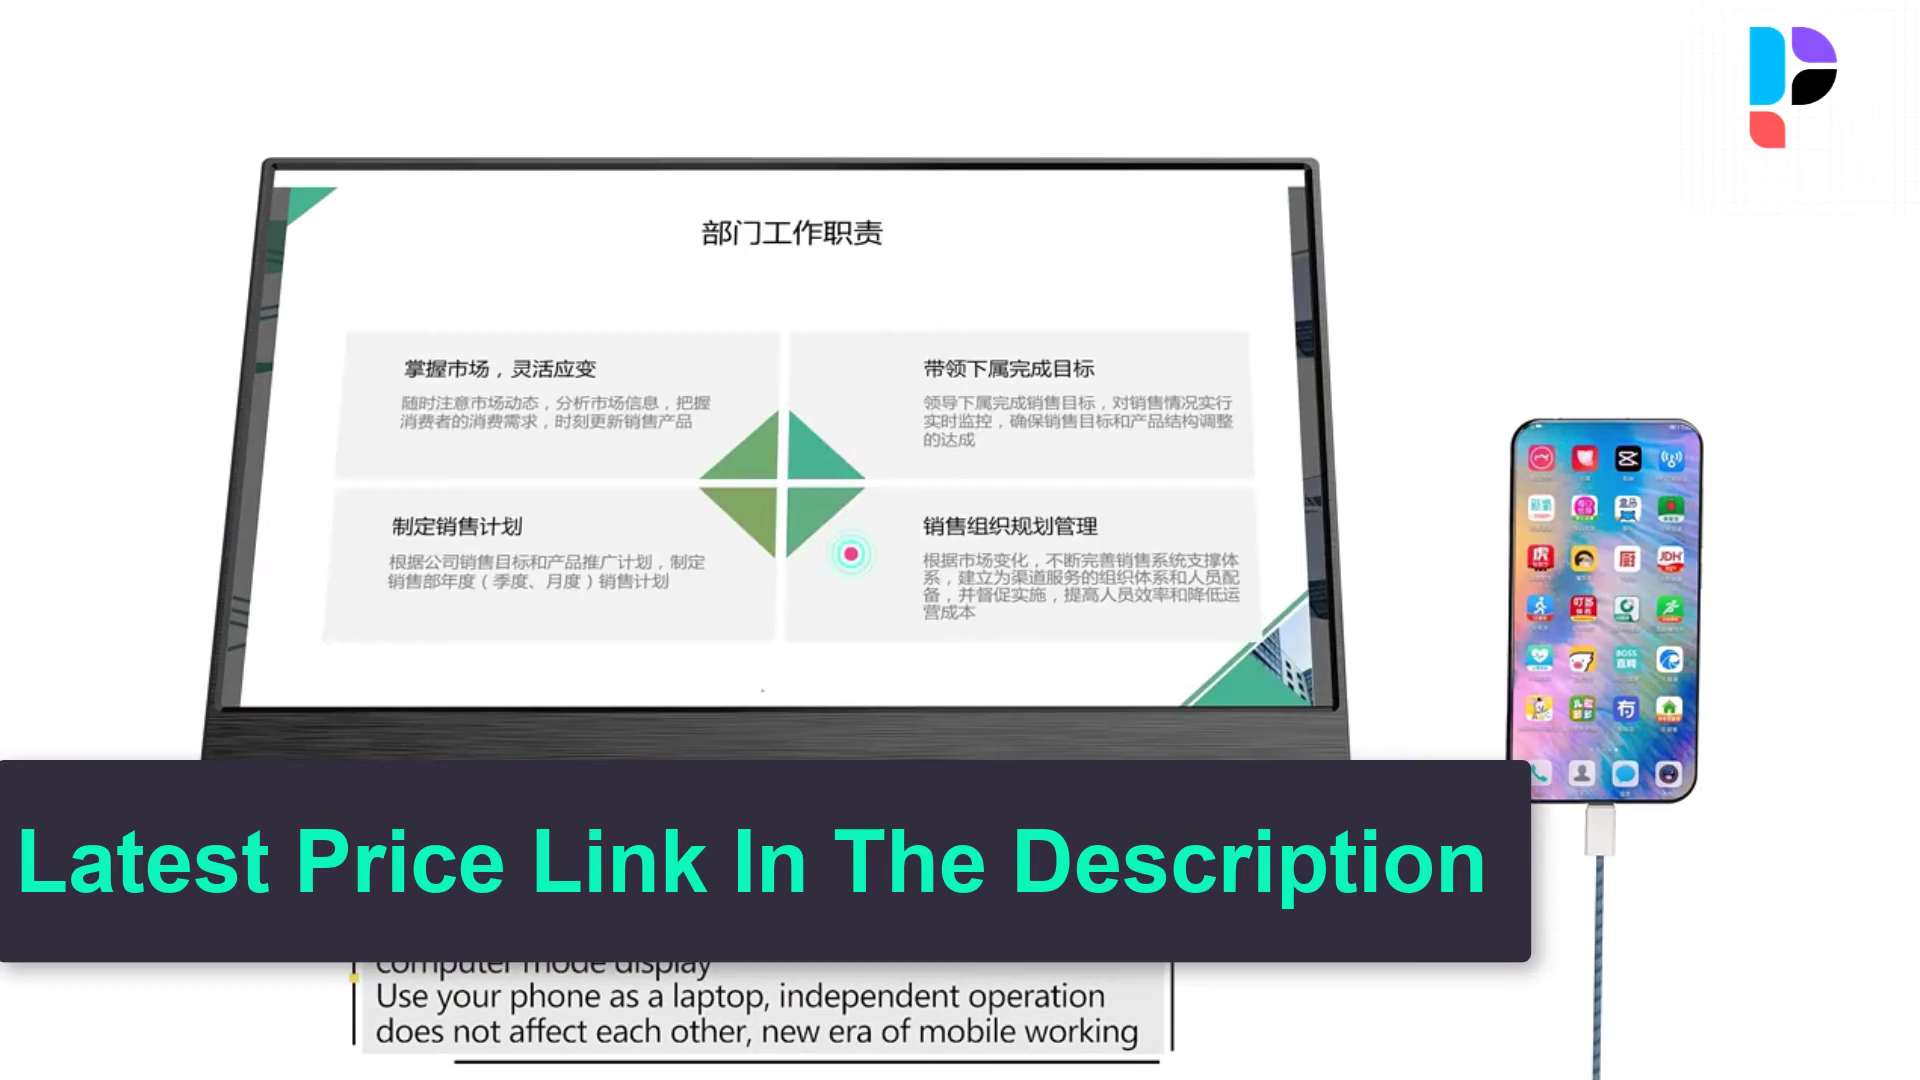 部门工作职责
掌握市场，灵活应变
随时注意市场动态，分析市场信息，把握
消费者的消费需求，时刻更新销售产品
带领下属完成目标
领导下属完成销售目标，对销售情况实行
实时监控，确保销售目标和产品结构调整
的达成
制定销售计划
根据公司销售目标和产品推广计划，制定
销售部年度（季度、月度）销售计划
销售组织规划管理
根据市场变化，不断完善销售系统支撑体
系，建立为渠道服务的组织体系和人员配
备，并督促实施，提高人员效率和降低运
营成本
JDH
BOSS
直聘
Latest Price Link In The Description
computer mode display
Use your phone as a laptop, independent operation
does not affect each other, new era of mobile working